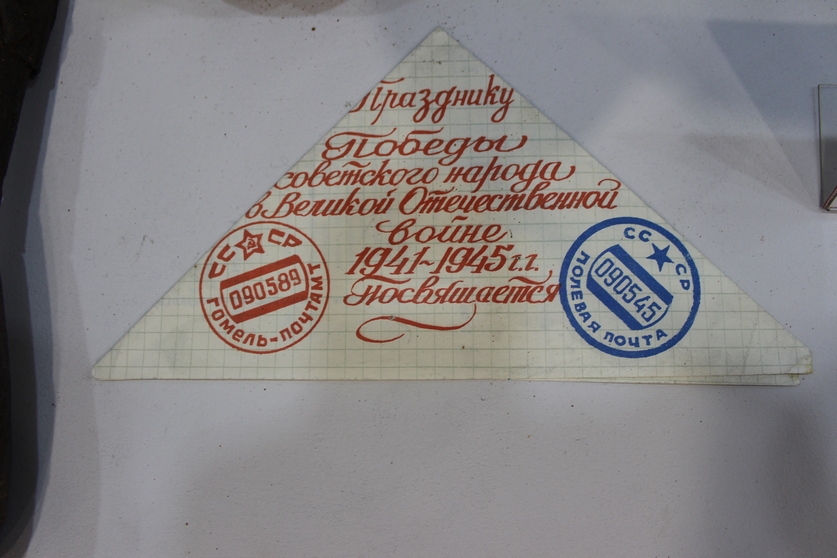 Празднику
Победы
советского народа
в Великой Отечественной
войне
1941-1945 г.г.
посвящается
СССР
090589
ГОМЕЛЬ-ПОЧТАМТ
СССР
090545
ПОЛЕВАЯ ПОЧТА